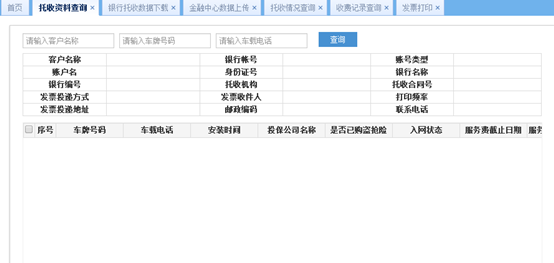 首页 托收资料查询 × 银行托收数据下载 × 金融中心数据上传 × 托收情况查询 × 收费记录查询 × 发票打印 ×
请输入客户名称 请输入车牌号码 请输入车载电话 查询
客户名称 银行帐号 账号类型
账户名 身份证号 银行名称
银行编号 托收机构 托收合同号
发票投递方式 发票收件人 打印频率
发票投递地址 邮政编码 联系电话
序号 车牌号码 车载电话 安装时间 投保公司名称 是否已购盗抢险 入网状态 服务费截止日期 服务